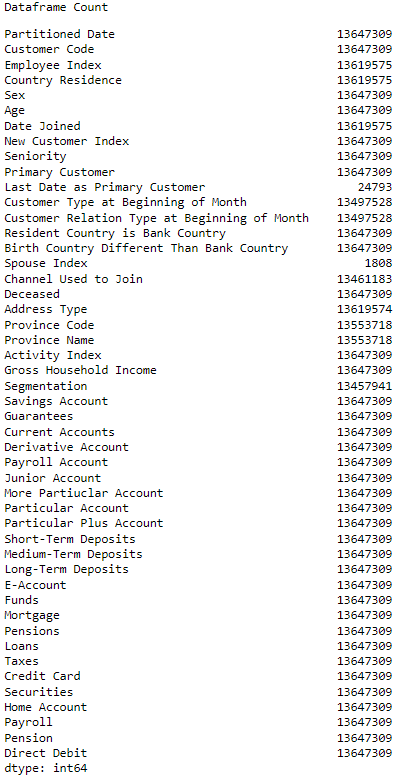 Dataframe Count
Partitioned Date 13647309
Customer Code 13647309
Employee Index 13619575
Country Residence 13619575
Sex 13647309
Age 13647309
Date Joined 13619575
New Customer Index 13647309
Seniority 13647309
Primary Customer 13647309
Last Date as Primary Customer 24793
Customer Type at Beginning of Month 13497528
Customer Relation Type at Beginning of Month 13497528
Resident Country is Bank Country 13647309
Birth Country Different Than Bank Country 13647309
Spouse Index 1808
Channel Used to Join 13461183
Deceased 13647309
Address Type 13619574
Province Code 13553718
Province Name 13553718
Activity Index 13647309
Gross Household Income 13647309
Segmentation 13457941
Savings Account 13647309
Guarantees 13647309
Current Accounts 13647309
Derivative Account 13647309
Payroll Account 13647309
Junior Account 13647309
More Partiuclar Account 13647309
Particular Account 13647309
Particular Plus Account 13647309
Short-Term Deposits 13647309
Medium-Term Deposits 13647309
Long-Term Deposits 13647309
E-Account 13647309
Funds 13647309
Mortgage 13647309
Pensions 13647309
Loans 13647309
Taxes 13647309
Credit Card 13647309
Securities 13647309
Home Account 13647309
Payroll 13647309
Pension 13647309
Direct Debit 13647309
dtype: int64